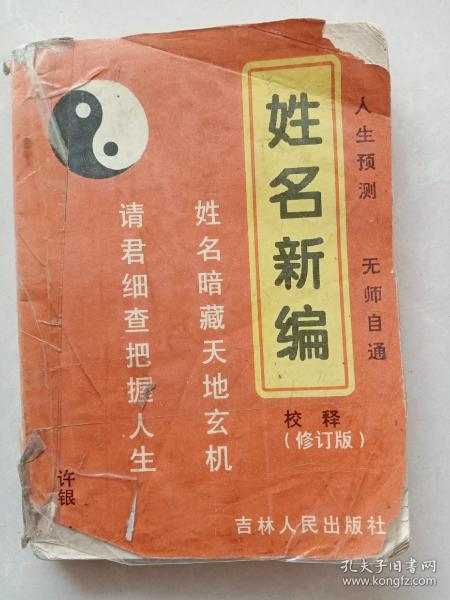 人生预测 无师自通
姓名新编
校释
(修订版)
姓名暗藏天地玄机
请君细查把握人生
许银
吉林人民出版社
孔夫子旧书网
www.kongfz.com